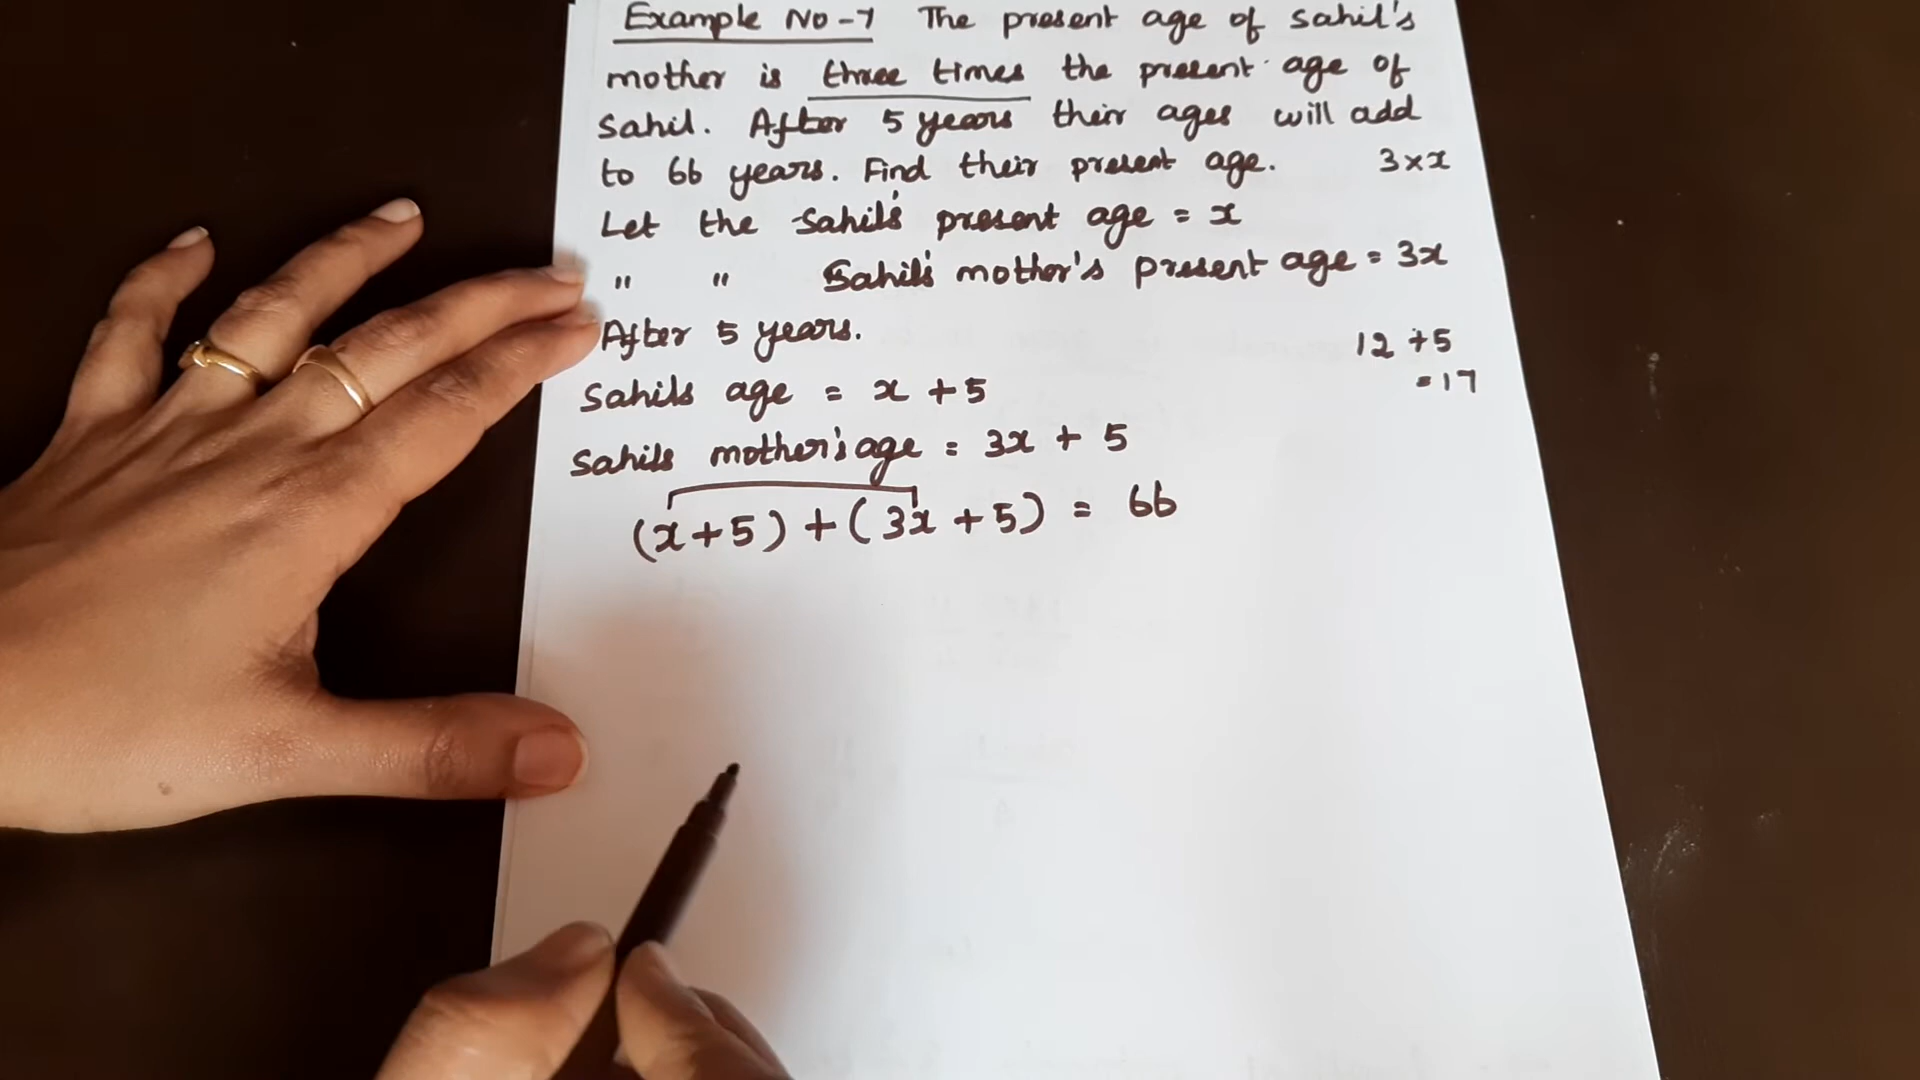 Example No-7 The present age of Sahil's
mother is three times the present age of
Sahil. After 5 years their ages will add
to 66 years. Find their present age. 3×x
Let the Sahil's present age = x
" " Sahil's mother's present age = 3x
After 5 years.
12 +5
Sahils age = x +5
=17
Sahils mother's age = 3x + 5
(x+5) + (3x +5) = 66